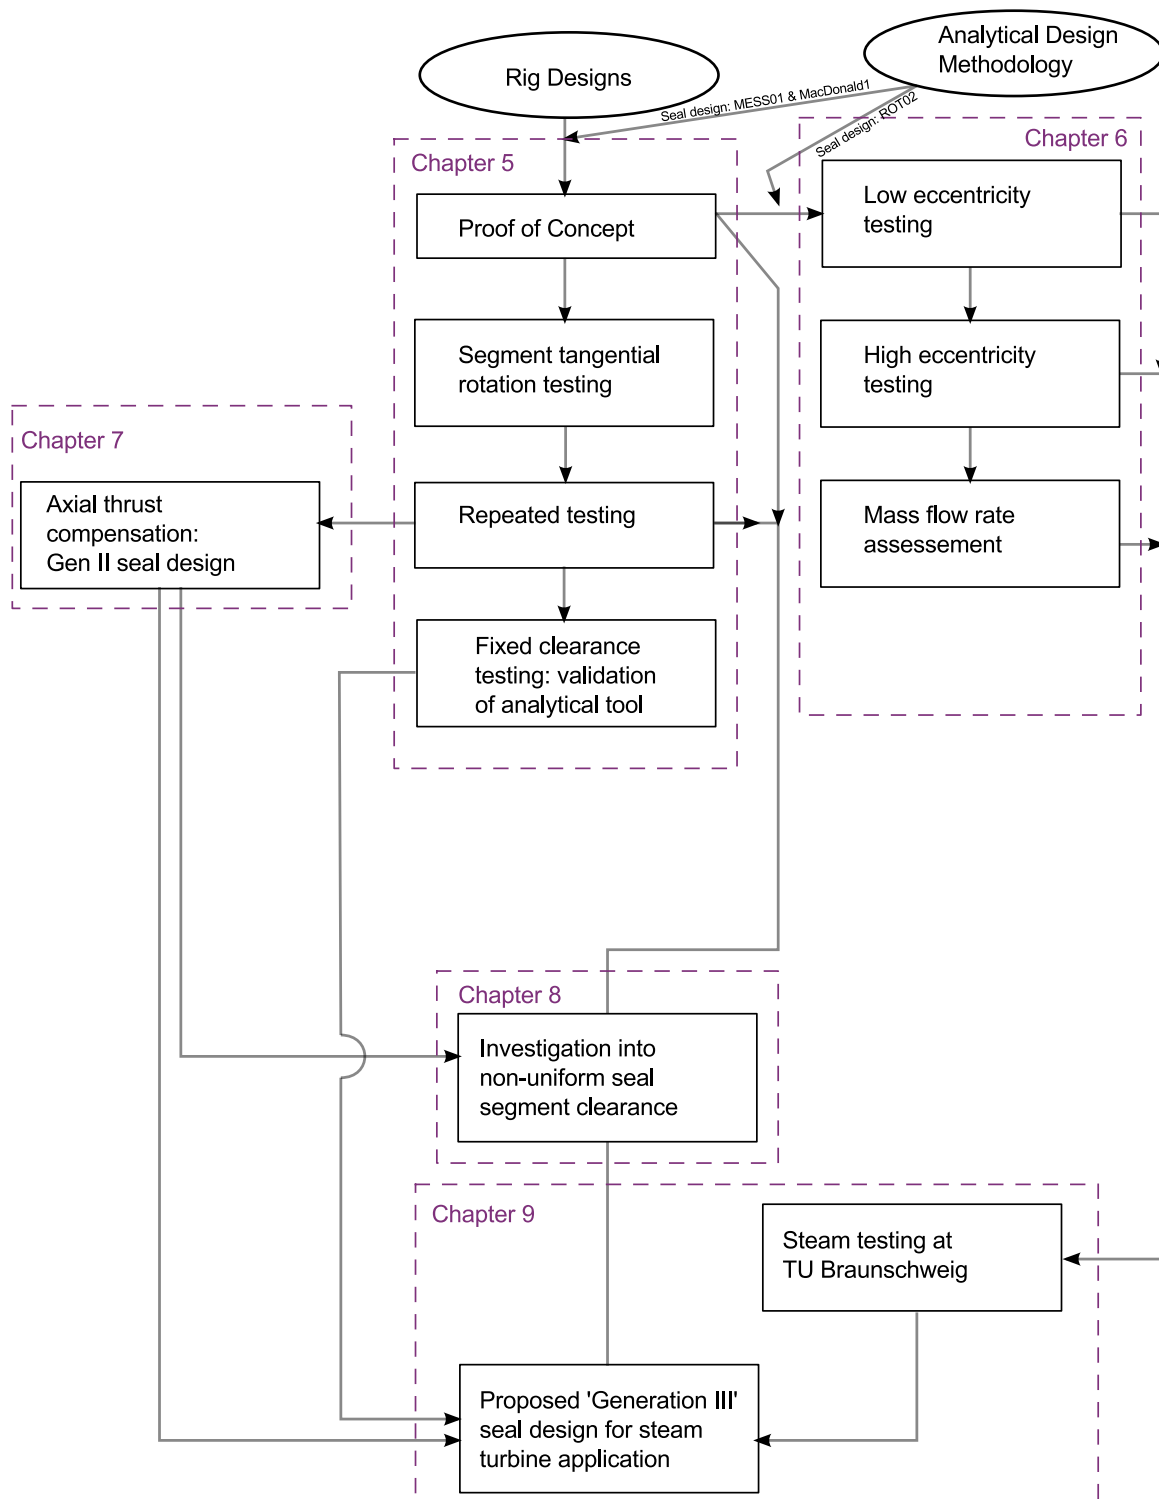 Rig Designs
Analytical Design
Methodology
Seal design: MESS01 & MacDonald1
Seal design: ROT02
Chapter 5
Chapter 6
Proof of Concept
Low eccentricity
testing
Segment tangential
rotation testing
High eccentricity
testing
Chapter 7
Axial thrust
compensation:
Gen II seal design
Repeated testing
Mass flow rate
assessement
Fixed clearance
testing: validation
of analytical tool
Chapter 8
Investigation into
non-uniform seal
segment clearance
Chapter 9
Steam testing at
TU Braunschweig
Proposed 'Generation III'
seal design for steam
turbine application